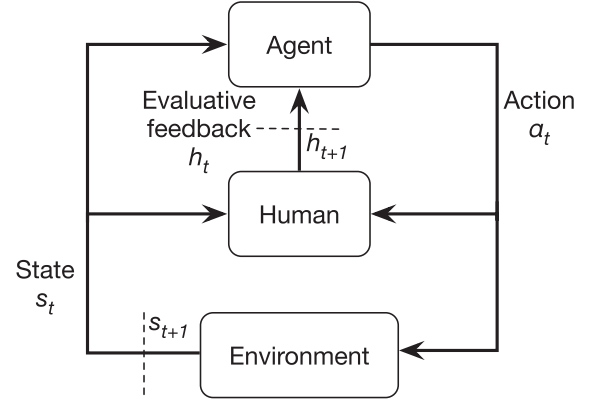 Agent
Evaluative
feedback
h_t
h_{t+1}
Action
a_t
Human
State
s_t
s_{t+1}
Environment